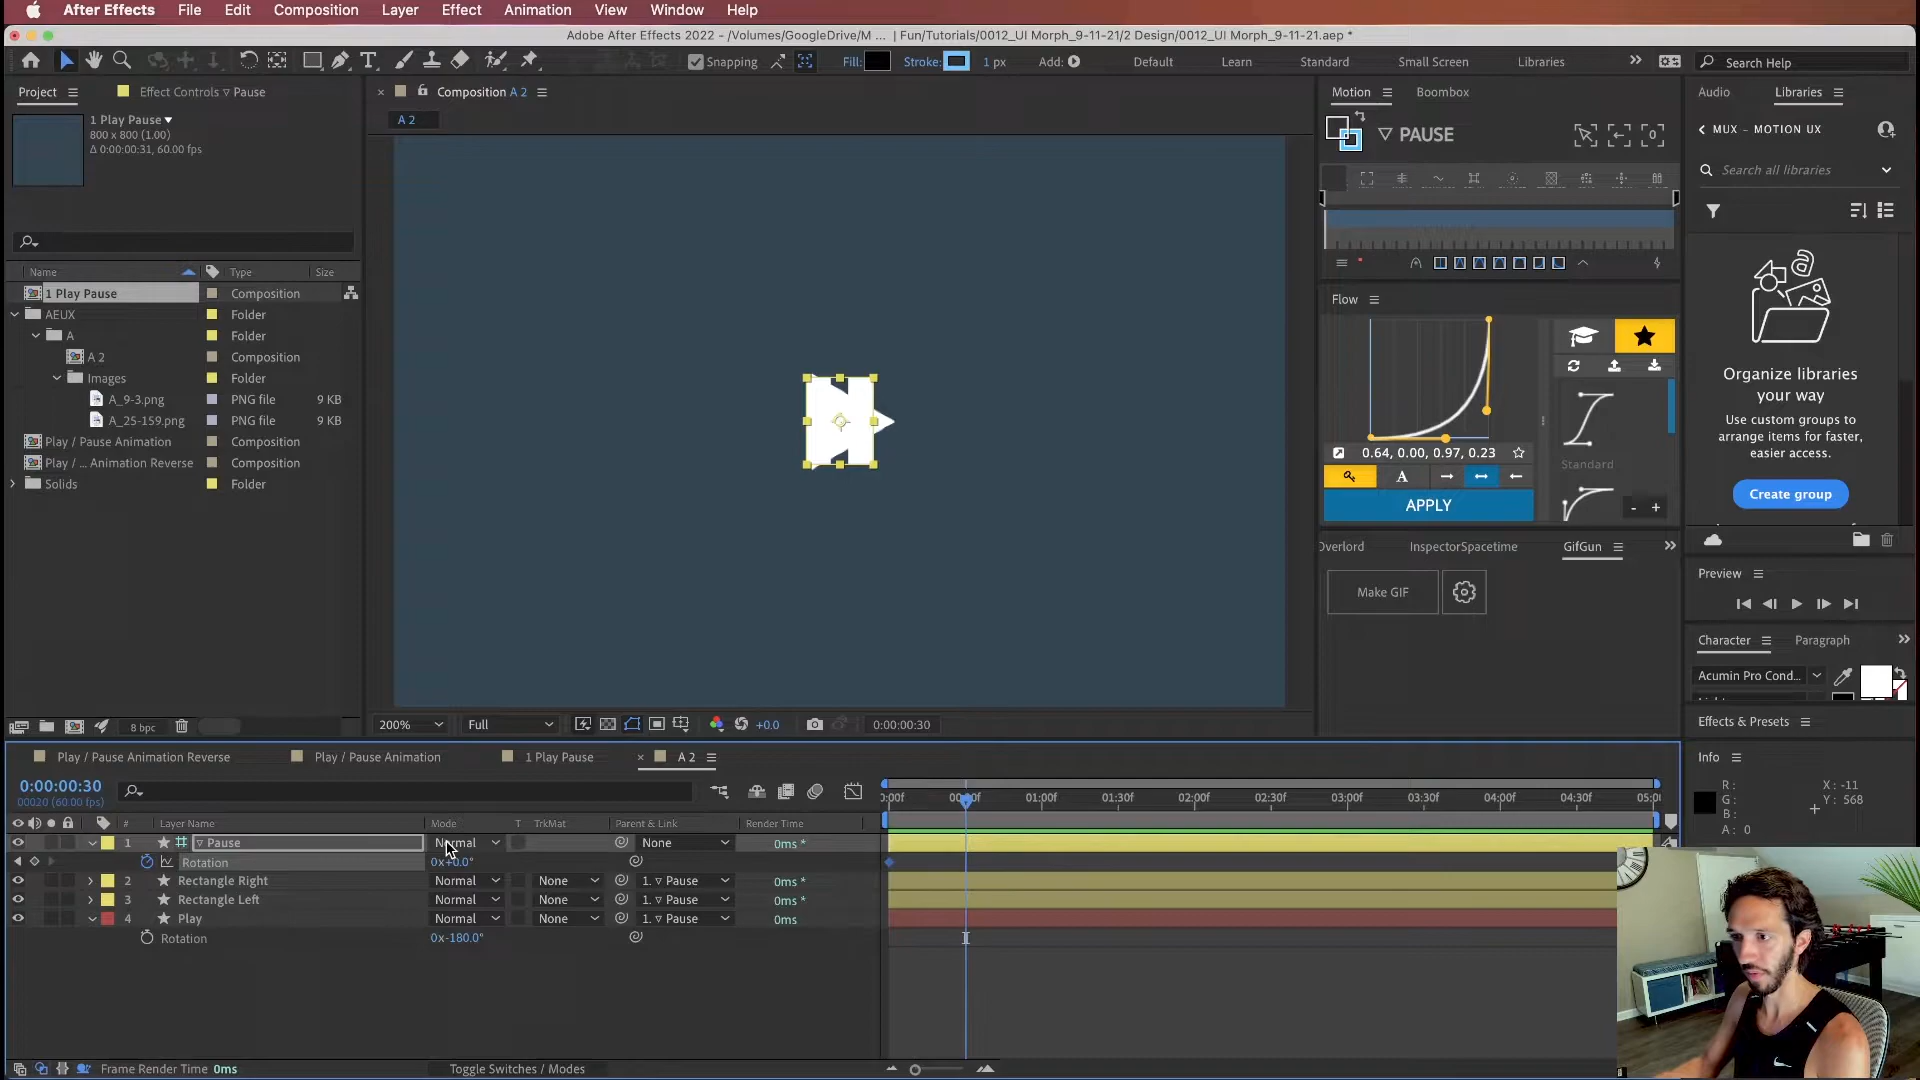 After Effects File Edit Composition Layer Effect Animation View Window Help
Adobe After Effects 2022 - /Volumes/GoogleDrive/M ... | Fun/Tutorials/0012_UI Morph_9-11-21/2 Design/0012_UI Morph_9-11-21.aep *
Snapping Fill: Stroke: 1 px Add: Default Learn Standard Small Screen Libraries Search Help
Project Effect Controls ▿ Pause
1 Play Pause
800 x 800 (1.00)
Δ 0:00:00:31, 60.00 fps
Name Type Size
1 Play Pause Composition
AEUX Folder
A Folder
A 2 Composition
Images Folder
A_9-3.png PNG file 9 KB
A_25-159.png PNG file 9 KB
Play / Pause Animation Composition
Play / ... Animation Reverse Composition
Solids Folder
8 bpc
Composition A 2
A 2
200% Full +0.0 0:00:00:30
Motion Boombox
▽ PAUSE
Flow
0.64, 0.00, 0.97, 0.23
A
APPLY
Standard
- +
Overlord InspectorSpacetime GifGun
Make GIF
Audio Libraries
MUX – MOTION UX
Search all libraries
Organize libraries
your way
Use custom groups to
arrange items for faster,
easier access.
Create group
Preview
Character Paragraph
Acumin Pro Cond...
Effects & Presets
Info
R :
G :
B :
A : 0
X : -11
Y : 568
Play / Pause Animation Reverse Play / Pause Animation 1 Play Pause A 2
0:00:00:30
00020 (60.00 fps)
:00f 01:00f 01:30f 02:00f 02:30f 03:00f 03:30f 04:00f 04:30f
# Layer Name Mode T TrkMat Parent & Link Render Time
1 ▿ Pause Normal None 0ms *
Rotation 0x+0.0°
2 Rectangle Right Normal None 1. ▿ Pause 0ms *
3 Rectangle Left Normal None 1. ▿ Pause 0ms *
4 Play Normal None 1. ▿ Pause 0ms
Rotation 0x-180.0°
Frame Render Time 0ms Toggle Switches / Modes